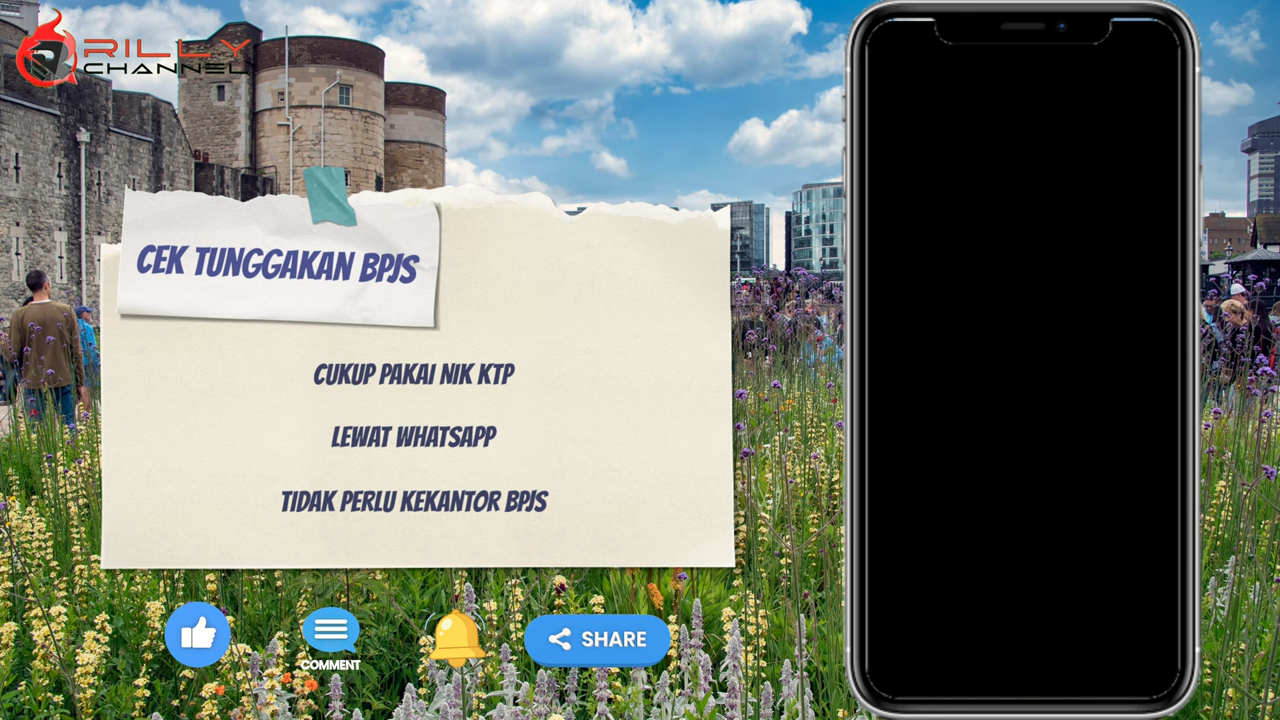 RILLY
CHANNEL
CEK TUNGGAKAN BPJS
CUKUP PAKAI NIK KTP
LEWAT WHATSAPP
TIDAK PERLU KEKANTOR BPJS
COMMENT
SHARE